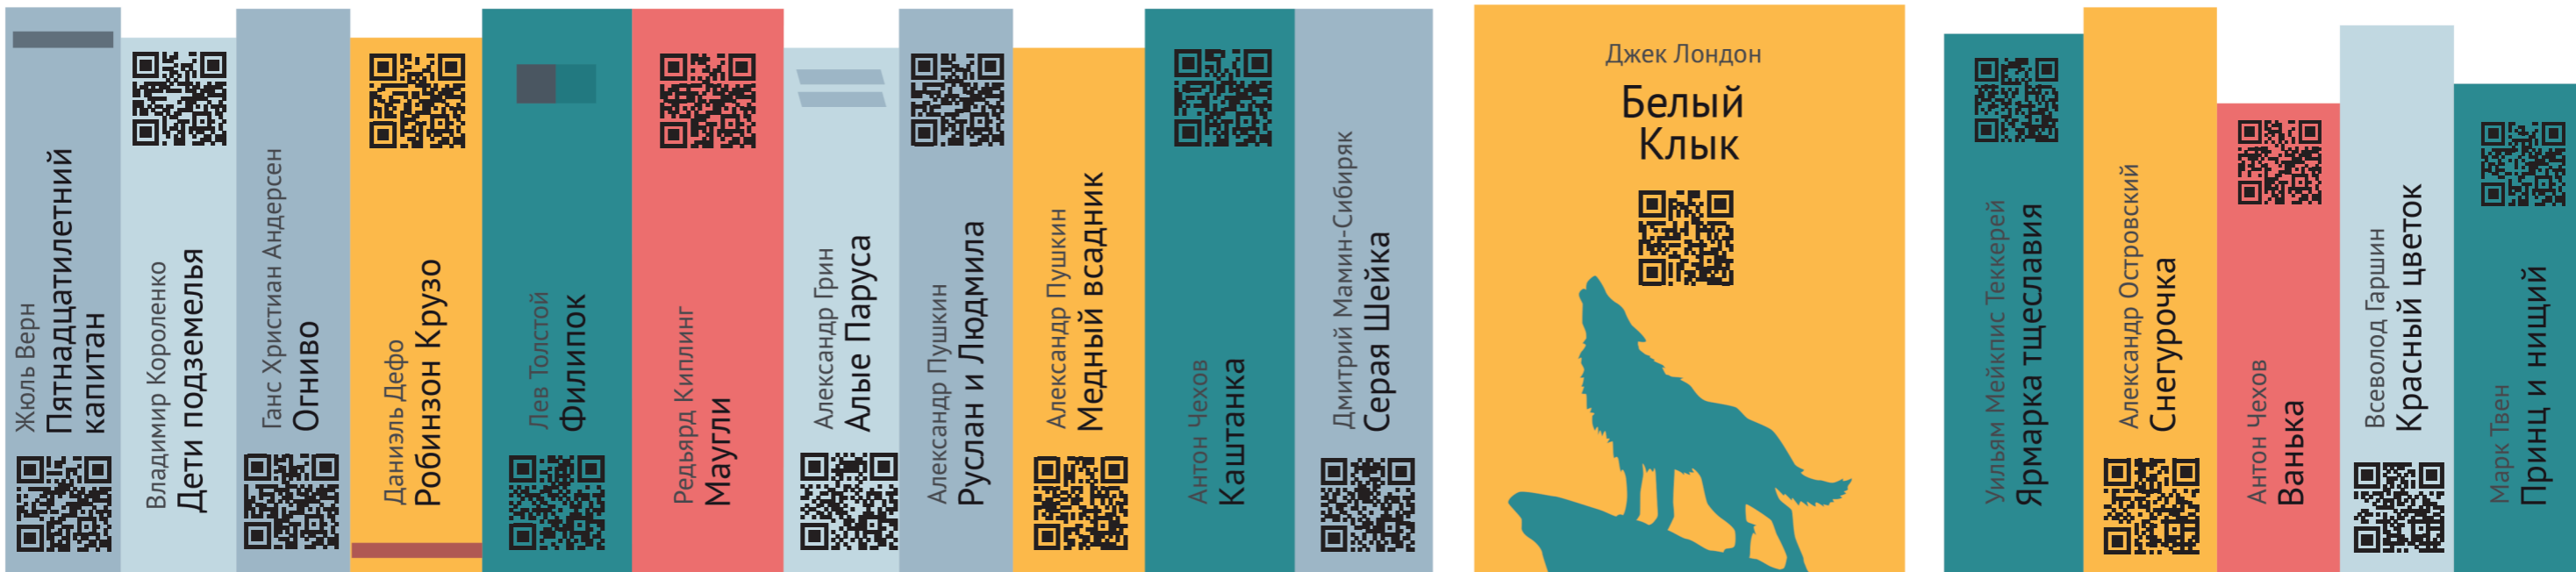 Жюль Верн
Пятнадцатилетний
капитан
Владимир Короленко
Дети подземелья
Ганс Христиан Андерсен
Огниво
Даниэль Дефо
Робинзон Крузо
Лев Толстой
Филипок
Редьярд Киплинг
Маугли
Александр Грин
Алые Паруса
Александр Пушкин
Руслан и Людмила
Александр Пушкин
Медный всадник
Антон Чехов
Каштанка
Дмитрий Мамин-Сибиряк
Серая Шейка
Джек Лондон
Белый
Клык
Уильям Мейкпис Теккерей
Ярмарка тщеславия
Александр Островский
Снегурочка
Антон Чехов
Ванька
Всеволод Гаршин
Красный цветок
Марк Твен
Принц и нищий